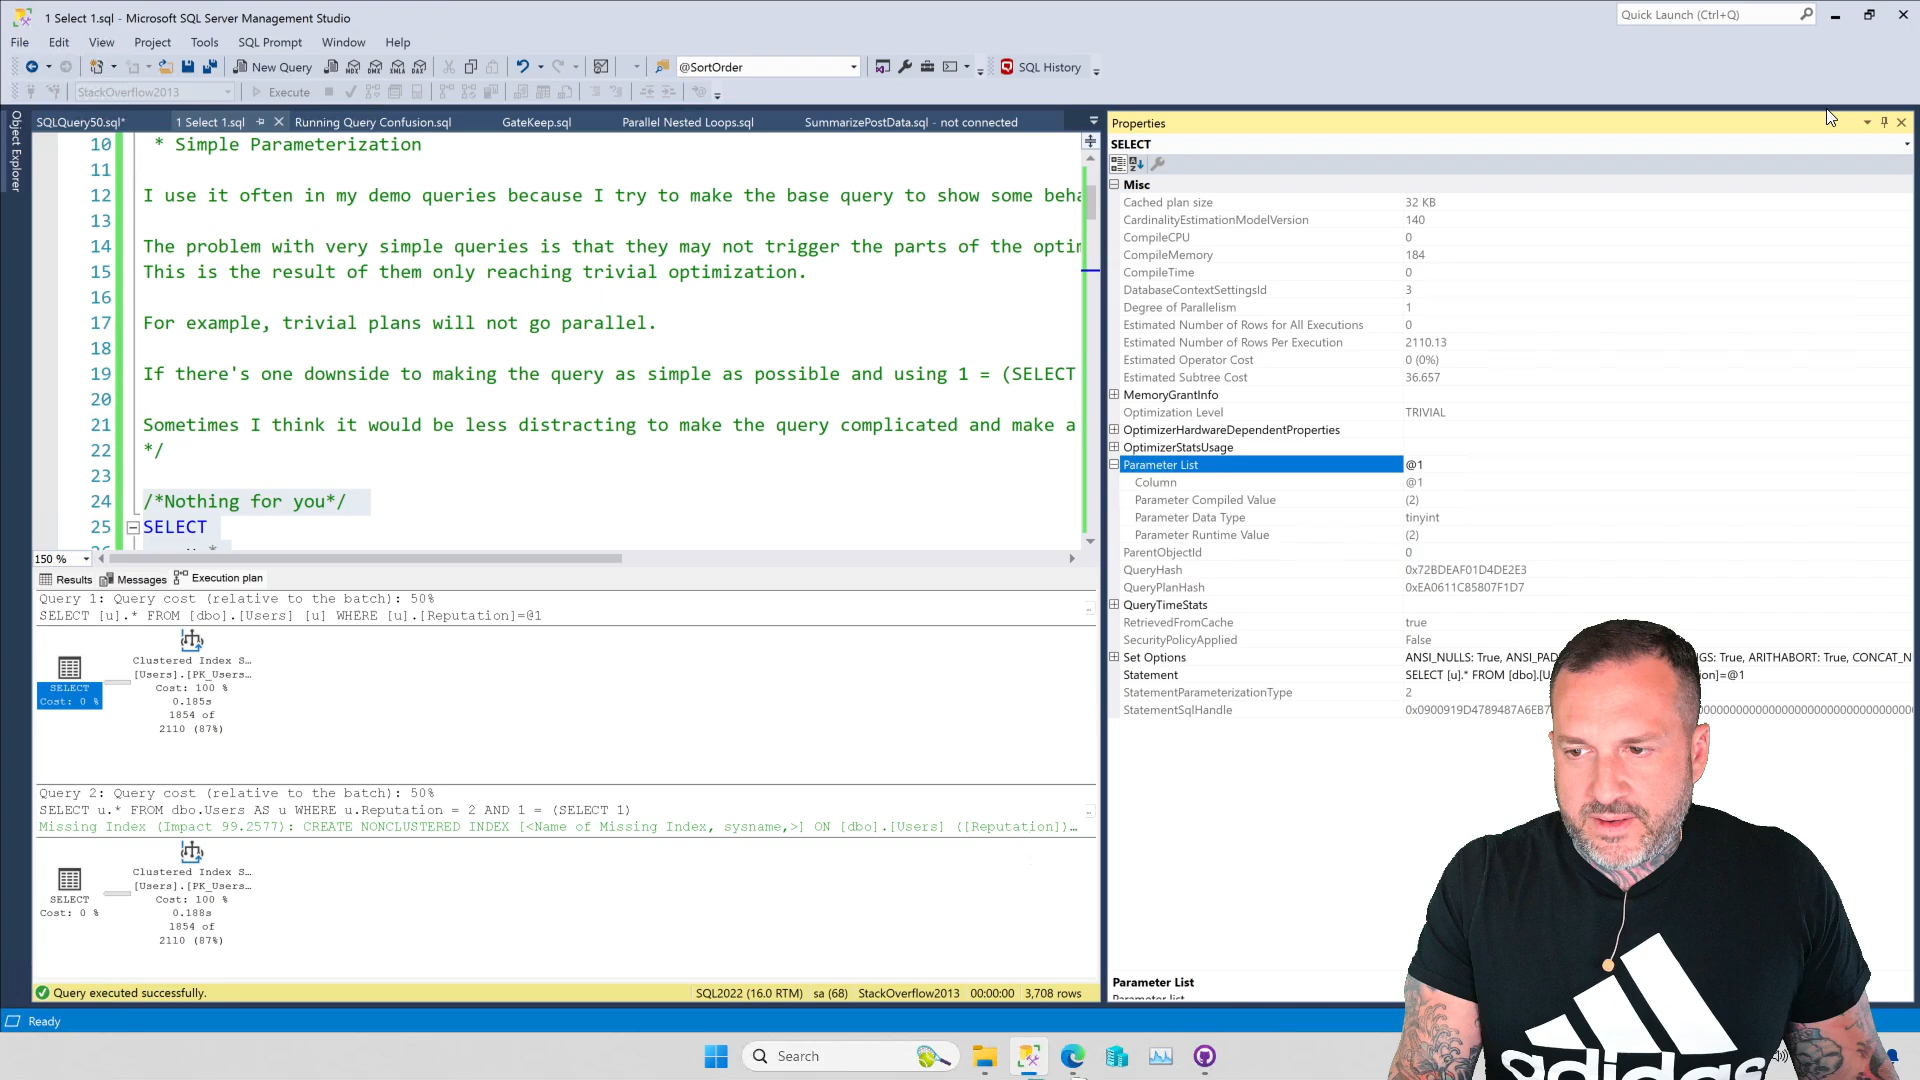 1 Select 1.sql - Microsoft SQL Server Management Studio
Quick Launch (Ctrl+Q)
File Edit View Project Tools SQL Prompt Window Help
New Query @SortOrder SQL History
StackOverflow2013 Execute
Object Explorer
SQLQuery50.sql* 1 Select 1.sql Running Query Confusion.sql GateKeep.sql Parallel Nested Loops.sql SummarizePostData.sql - not connected
10 * Simple Parameterization
11
12 I use it often in my demo queries because I try to make the base query to show some beha
13
14 The problem with very simple queries is that they may not trigger the parts of the optim
15 This is the result of them only reaching trivial optimization.
16
17 For example, trivial plans will not go parallel.
18
19 If there's one downside to making the query as simple as possible and using 1 = (SELECT
20
21 Sometimes I think it would be less distracting to make the query complicated and make a
22 */
23
24 /*Nothing for you*/
25 SELECT
150 %
Results Messages Execution plan
Query 1: Query cost (relative to the batch): 50%
SELECT [u].* FROM [dbo].[Users] [u] WHERE [u].[Reputation]=@1
SELECT
Cost: 0 %
Clustered Index S...
[Users].[PK_Users...
Cost: 100 %
0.185s
1854 of
2110 (87%)
Query 2: Query cost (relative to the batch): 50%
SELECT u.* FROM dbo.Users AS u WHERE u.Reputation = 2 AND 1 = (SELECT 1)
Missing Index (Impact 99.2577): CREATE NONCLUSTERED INDEX [<Name of Missing Index, sysname,>] ON [dbo].[Users] ([Reputation])...
SELECT
Cost: 0 %
Clustered Index S...
[Users].[PK_Users...
Cost: 100 %
0.188s
1854 of
2110 (87%)
Query executed successfully. SQL2022 (16.0 RTM) sa (68) StackOverflow2013 00:00:00 3,708 rows
Properties
SELECT
Misc
Cached plan size 32 KB
CardinalityEstimationModelVersion 140
CompileCPU 0
CompileMemory 184
CompileTime 0
DatabaseContextSettingsId 3
Degree of Parallelism 1
Estimated Number of Rows for All Executions 0
Estimated Number of Rows Per Execution 2110.13
Estimated Operator Cost 0 (0%)
Estimated Subtree Cost 36.657
MemoryGrantInfo
Optimization Level TRIVIAL
OptimizerHardwareDependentProperties
OptimizerStatsUsage
Parameter List @1
Column @1
Parameter Compiled Value (2)
Parameter Data Type tinyint
Parameter Runtime Value (2)
ParentObjectId 0
QueryHash 0x72BDEAF01D4DE2E3
QueryPlanHash 0xEA0611C85807F1D7
QueryTimeStats
RetrievedFromCache true
SecurityPolicyApplied False
Set Options ANSI_NULLS: True, ANSI_PAD GS: True, ARITHABORT: True, CONCAT_N
Statement SELECT [u].* FROM [dbo].[U on]=@1
StatementParameterizationType 2
StatementSqlHandle
Parameter List
Ready
Search
adidas